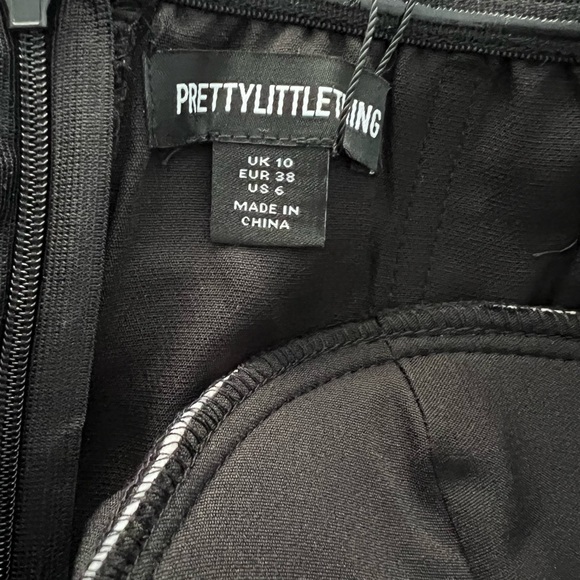 PRETTYLITTLETHING
UK 10
EUR 38
US 6
MADE IN
CHINA